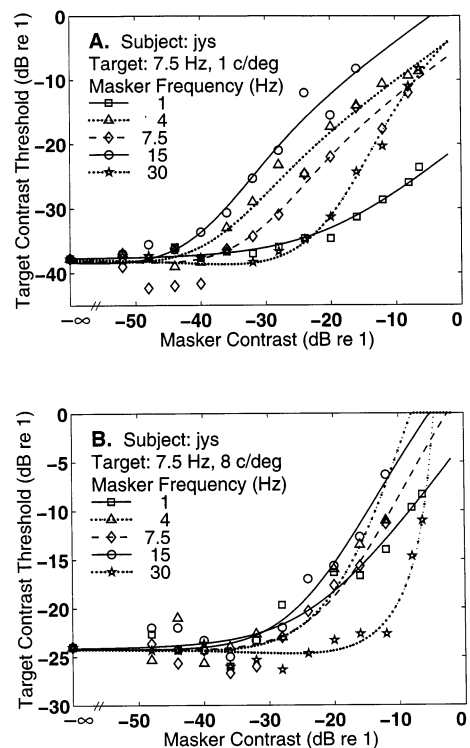 0
−10
−20
−30
−40
Target Contrast Threshold (dB re 1)
A. Subject: jys
Target: 7.5 Hz, 1 c/deg
Masker Frequency (Hz)
1
4
7.5
15
30
−∞ −50 −40 −30 −20 −10 0
Masker Contrast (dB re 1)
0
−5
−10
−15
−20
−25
−30
Target Contrast Threshold (dB re 1)
B. Subject: jys
Target: 7.5 Hz, 8 c/deg
Masker Frequency (Hz)
1
4
7.5
15
30
−∞ −50 −40 −30 −20 −10 0
Masker Contrast (dB re 1)